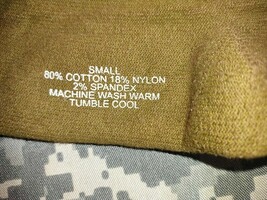 SMALL
80% COTTON 18% NYLON
2% SPANDEX
MACHINE WASH WARM
TUMBLE COOL